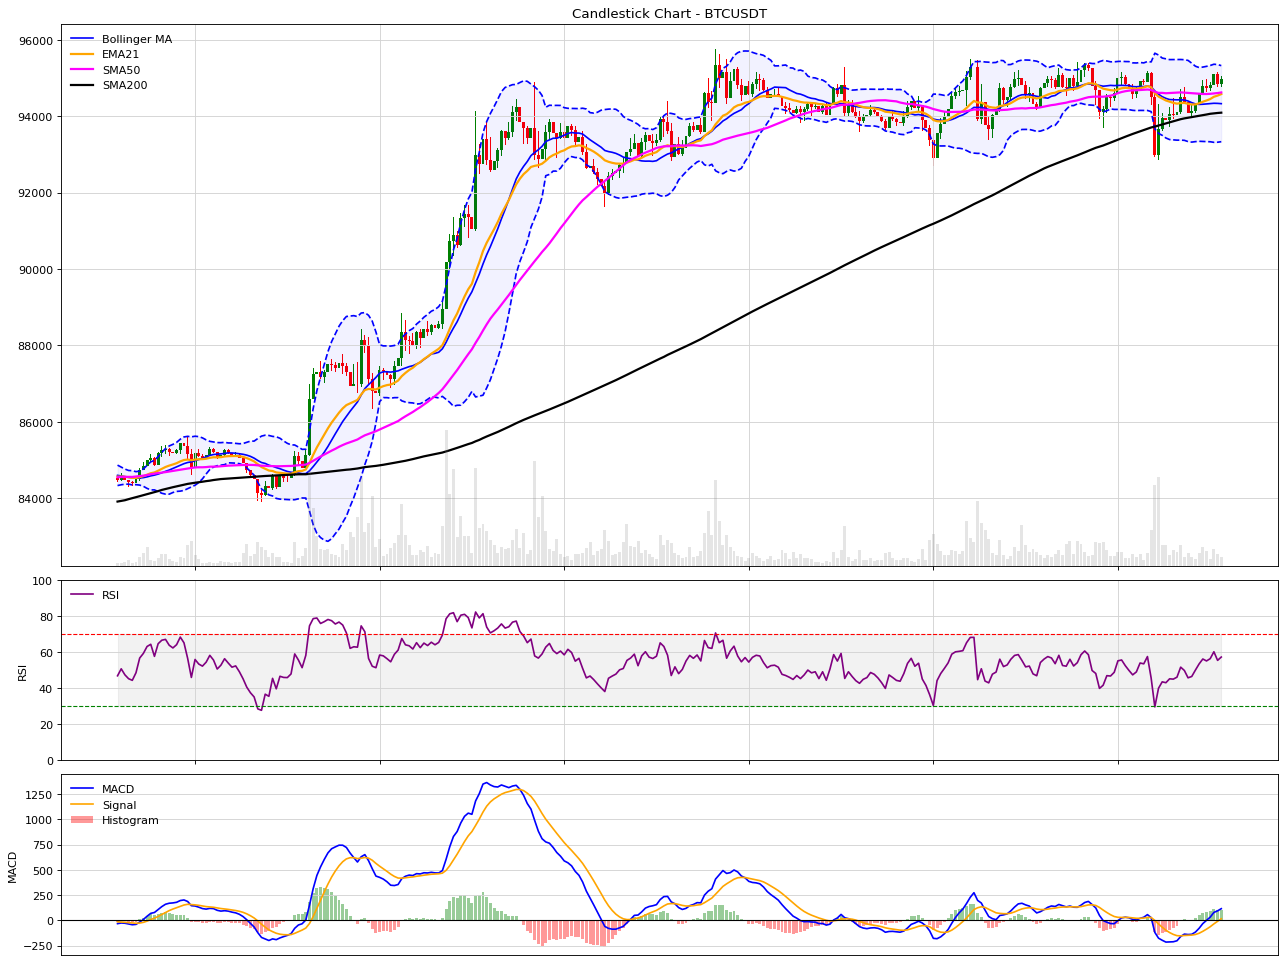 Candlestick Chart - BTCUSDT
Bollinger MA
EMA21
SMA50
SMA200
96000
94000
92000
90000
88000
86000
84000
RSI
RSI
100
80
60
40
20
0
MACD
Signal
Histogram
MACD
1250
1000
750
500
250
0
−250